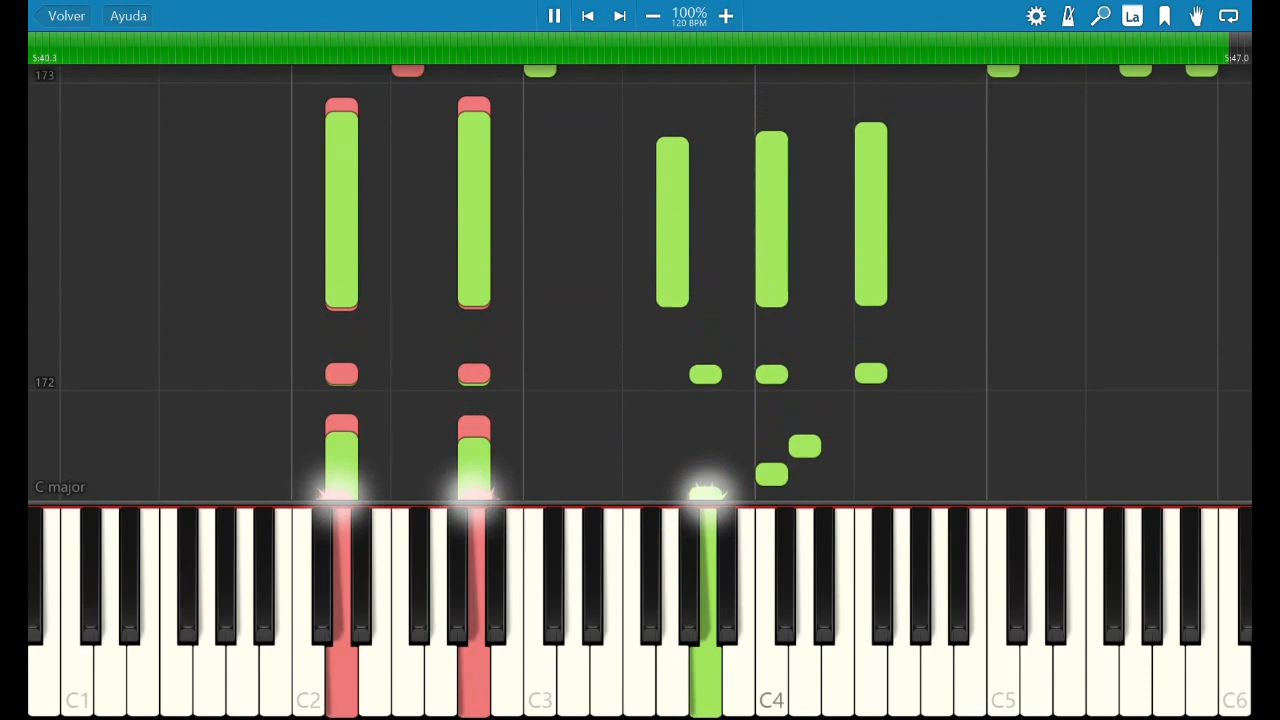 Volver Ayuda 100% La
120 BPM
5:40.3 5:47.0
173
172
C major
C1 C2 C3 C4 C5 C6